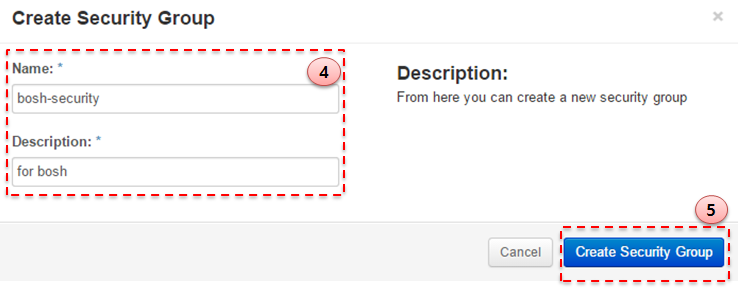 Create Security Group
×
Name: *
4
bosh-security
Description: *
for bosh
Description:
From here you can create a new security group
5
Cancel
Create Security Group